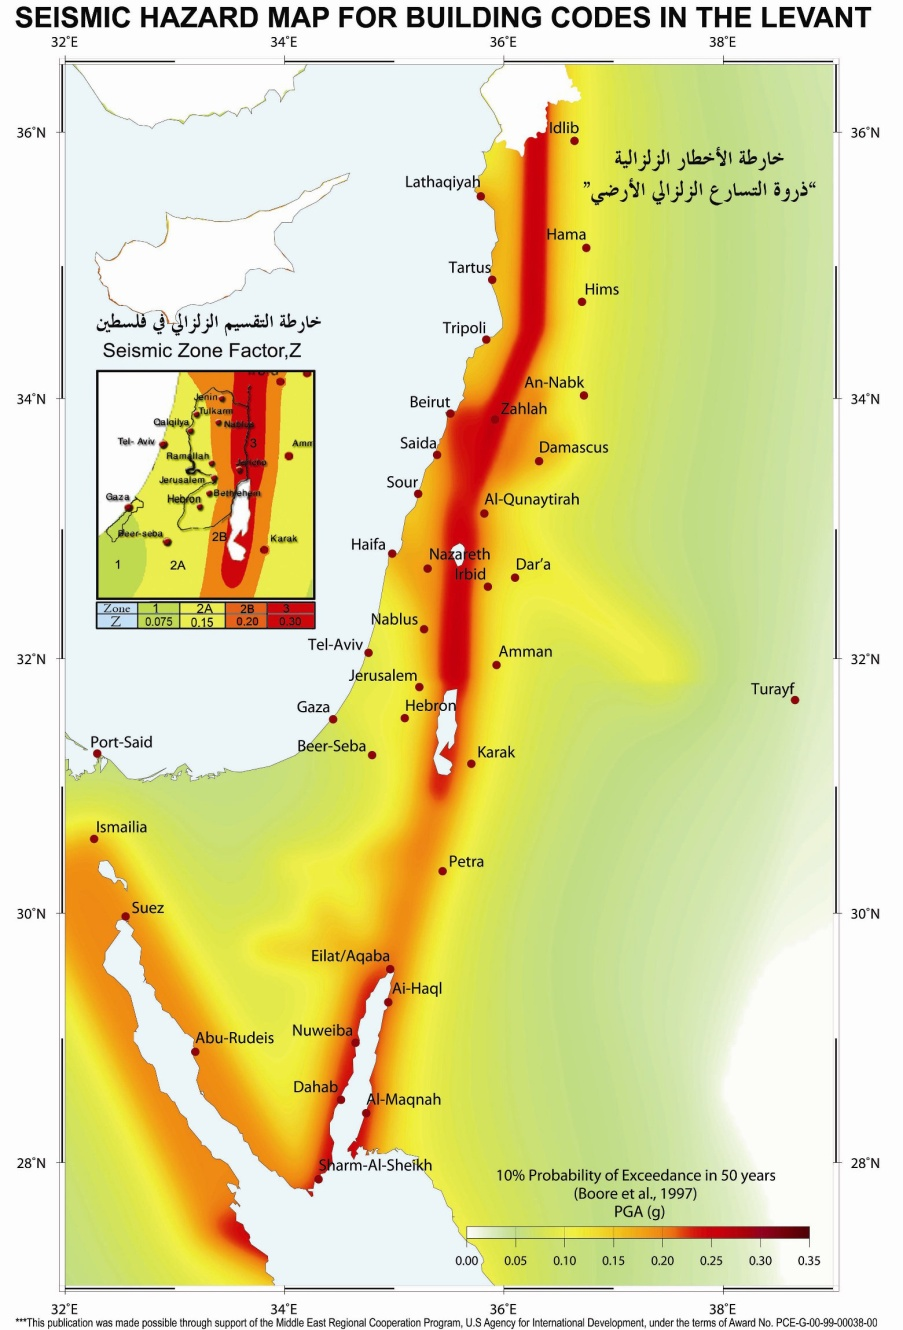 SEISMIC HAZARD MAP FOR BUILDING CODES IN THE LEVANT
32˚E 34˚E 36˚E 38˚E
36˚N 36˚N
Idlib
خارطة الأخطار الزلزالية
“ذروة التسارع الزلزالي الأرضي”
Lathaqiyah
Hama
Tartus
Hims
خارطة التقسيم الزلزالي في فلسطين
Tripoli
Seismic Zone Factor,Z
Jenin
Tulkarm
Qalqilya
Nablus
Tel- Aviv
3
Amm
Ramallah
Jericho
Jerusalem
Bethlehem
Gaza
Hebron
Beer-seba
2B
Karak
1
2A
Zone 1 2A 2B 3
Z 0.075 0.15 0.20 0.30
34˚N 34˚N
An-Nabk
Beirut
Zahlah
Saida
Damascus
Sour
Al-Qunaytirah
Haifa
Nazareth
Irbid
Dar'a
Nablus
Tel-Aviv
32˚N 32˚N
Amman
Jerusalem
Turayf
Gaza
Hebron
Port-Said
Beer-Seba
Karak
Ismailia
Petra
30˚N 30˚N
Suez
Eilat/Aqaba
Ai-Haql
Nuweiba
Abu-Rudeis
Dahab
Al-Maqnah
28˚N 28˚N
Sharm-Al-Sheikh
10% Probability of Exceedance in 50 years
(Boore et al., 1997)
PGA (g)
0.00 0.05 0.10 0.15 0.20 0.25 0.30 0.35
32˚E 34˚E 36˚E 38˚E
***This publication was made possible through support of the Middle East Regional Cooperation Program, U.S Agency for International Development, under the terms of Award No. PCE-G-00-99-00038-00